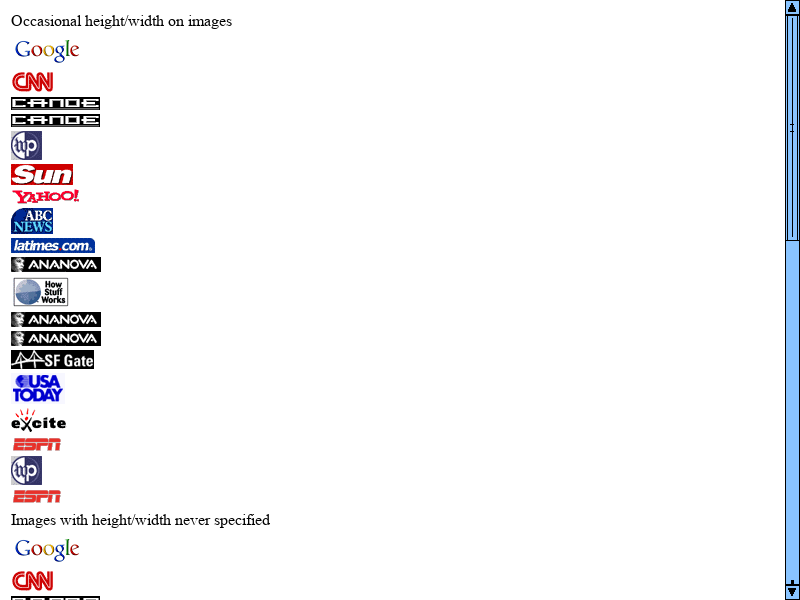 Occasional height/width on images
Google
CNN
CANOE
CANOE
wp
Sun
YAHOO!
ABC
NEWS
latimes.com
ANANOVA
How
Stuff
Works
ANANOVA
ANANOVA
SF Gate
USA
TODAY
excite
ESPN
wp
ESPN
Images with height/width never specified
Google
CNN